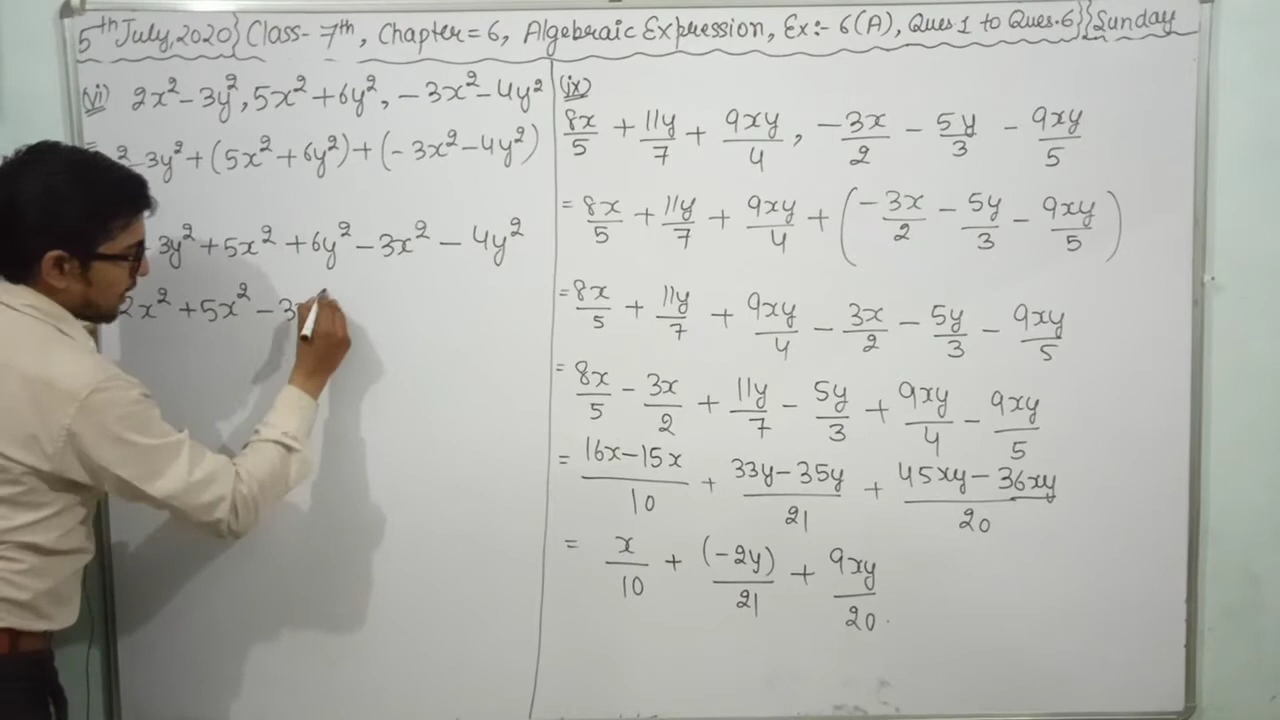 5th July, 2020} Class- 7th, Chapter = 6, Algeberaic Expression, Ex:- 6(A), Ques.1 to Ques.6}}Sunday
(vi) 2x² - 3y², 5x² + 6y², - 3x² - 4y²
3y² + (5x² + 6y²) + (- 3x² - 4y²)
3y² + 5x² + 6y² - 3x² - 4y²
2x² + 5x² - 3
(ix)
8x/5 + 11y/7 + 9xy/4, -3x/2 - 5y/3 - 9xy/5
= 8x/5 + 11y/7 + 9xy/4 + (-3x/2 - 5y/3 - 9xy/5)
= 8x/5 + 11y/7 + 9xy/4 - 3x/2 - 5y/3 - 9xy/5
= 8x/5 - 3x/2 + 11y/7 - 5y/3 + 9xy/4 - 9xy/5
= 16x-15x/10 + 33y-35y/21 + 45xy-36xy/20
= x/10 + (-2y)/21 + 9xy/20.